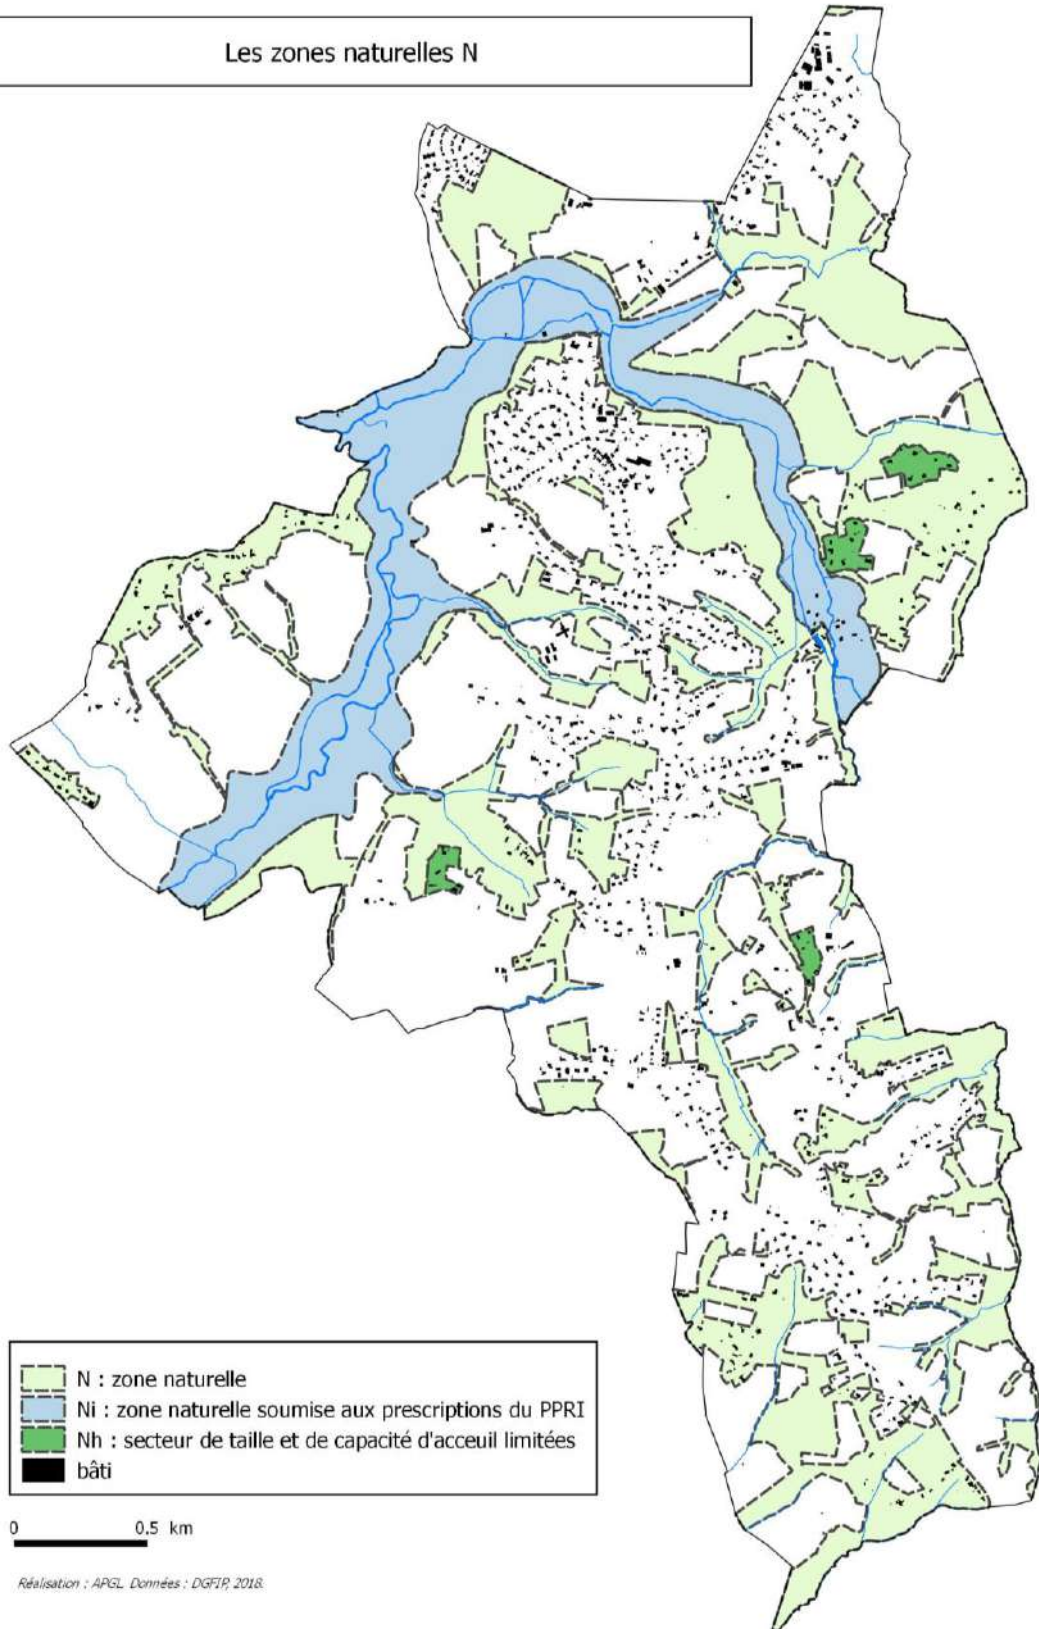 Les zones naturelles N
N : zone naturelle
Ni : zone naturelle soumise aux prescriptions du PPRI
Nh : secteur de taille et de capacité d'acceuil limitées
bâti
0 0.5 km
Réalisation : APGL. Données : DGFIP, 2018.